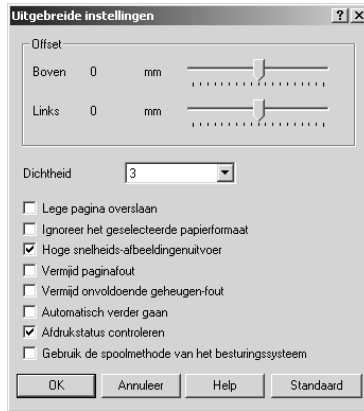 Uitgebreide instellingen
Offset
Boven 0 mm
Links 0 mm
Dichtheid 3
Lege pagina overslaan
Ignoreer het geselecteerde papierformaat
Hoge snelheids-afbeeldingenuitvoer
Vermijd paginafout
Vermijd onvoldoende geheugen-fout
Automatisch verder gaan
Afdrukstatus controleren
Gebruik de spoolmethode van het besturingssysteem
OK Annuleer Help Standaard